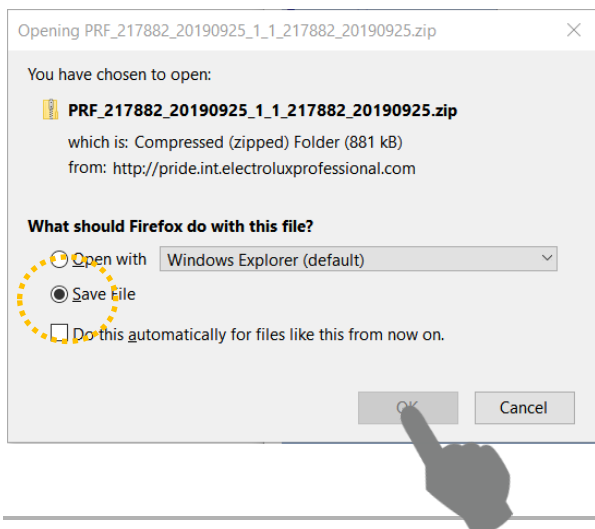 Opening PRF_217882_20190925_1_1_217882_20190925.zip
You have chosen to open:
PRF_217882_20190925_1_1_217882_20190925.zip
which is: Compressed (zipped) Folder (881 kB)
from: http://pride.int.electroluxprofessional.com
What should Firefox do with this file?
Open with Windows Explorer (default)
Save File
Do this automatically for files like this from now on.
OK Cancel